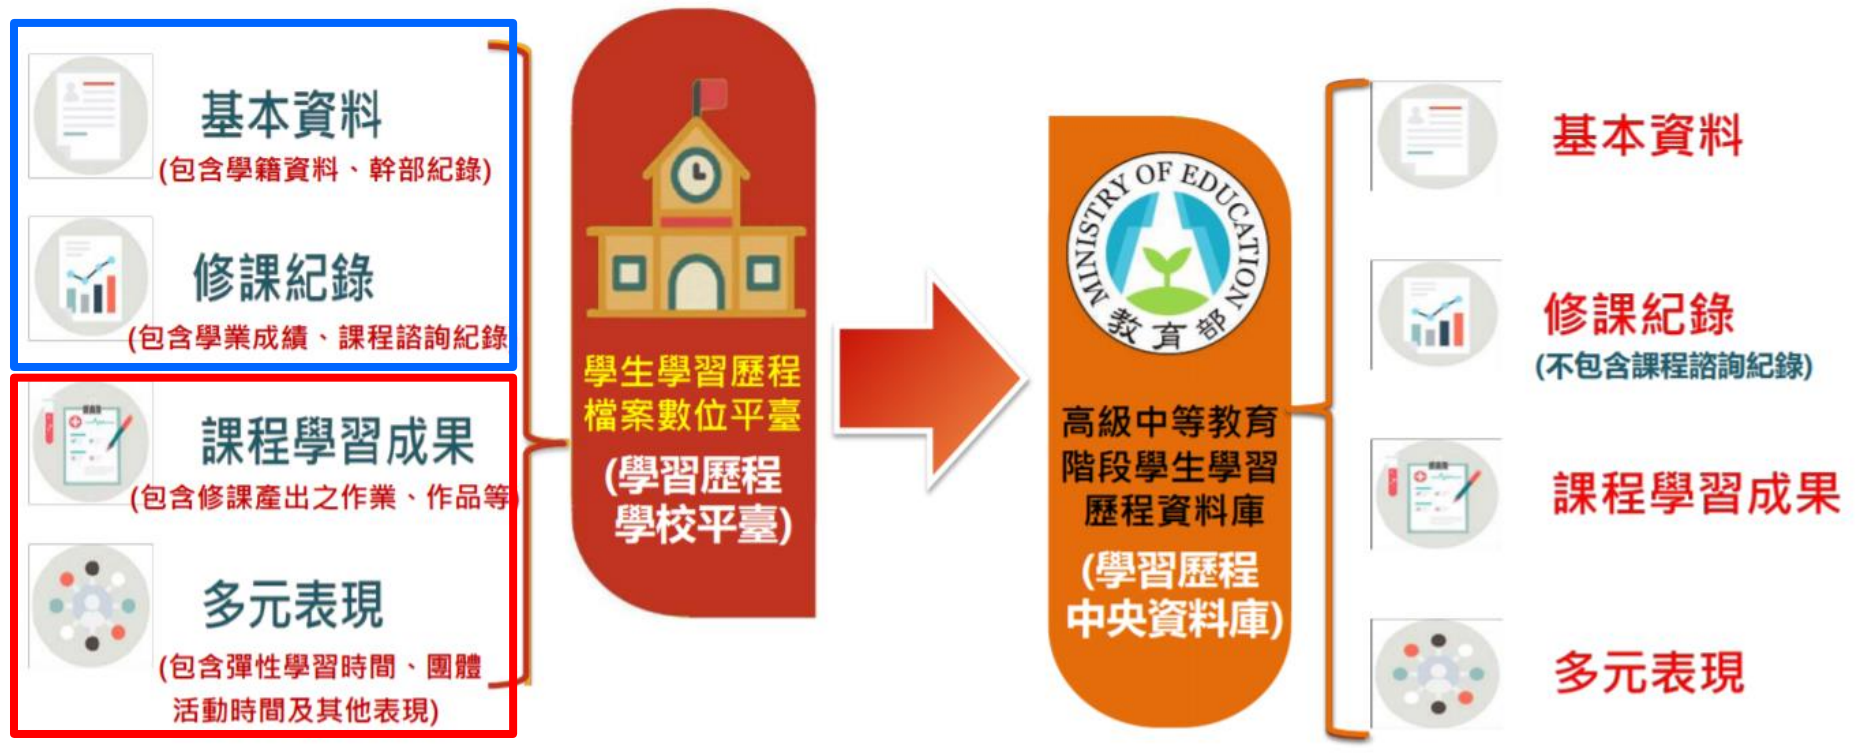 基本資料
(包含學籍資料、幹部紀錄)
修課紀錄
(包含學業成績、課程諮詢紀錄
課程學習成果
(包含修課產出之作業、作品等)
多元表現
(包含彈性學習時間、團體
活動時間及其他表現)
學生學習歷程
檔案數位平臺
(學習歷程
學校平臺)
MINISTRY OF EDUCATION
教育部
高級中等教育
階段學生學習
歷程資料庫
(學習歷程
中央資料庫)
基本資料
修課紀錄
(不包含課程諮詢紀錄)
課程學習成果
多元表現